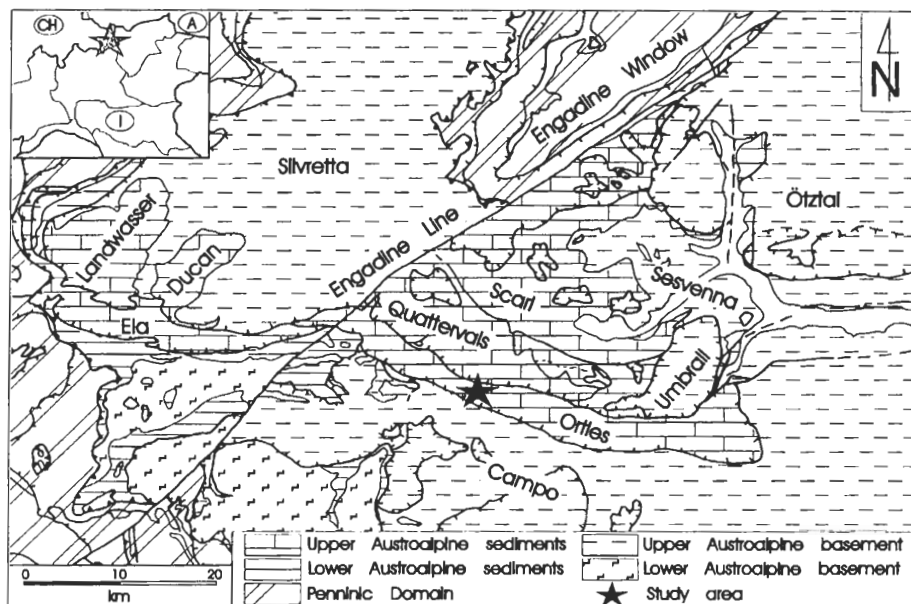 CH
A
I
N
Engadine Window
Silvretta
Ötztal
Engadine Line
Landwasser
Ducan
Scarl
Sesvenna
Ela
Quattervals
Umbrail
Ortles
Campo
Upper Austroalpine sediments
Upper Austroalpine basement
Lower Austroalpine sediments
Lower Austroalpine basement
Penninic Domain
Study area
0 10 20
km